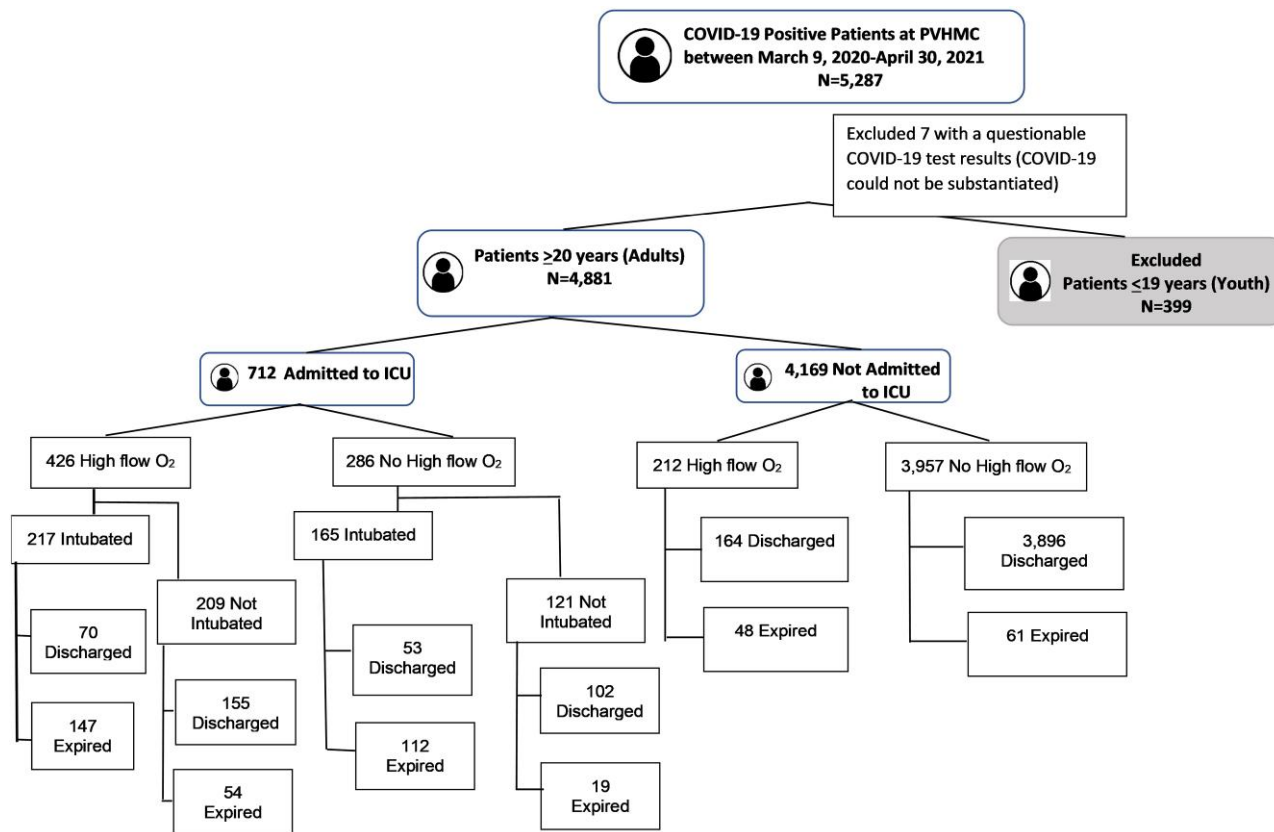 COVID-19 Positive Patients at PVHMC
between March 9, 2020-April 30, 2021
N=5,287
Excluded 7 with a questionable
COVID-19 test results (COVID-19
could not be substantiated)
Patients ≥20 years (Adults)
N=4,881
Excluded
Patients ≤19 years (Youth)
N=399
712 Admitted to ICU
4,169 Not Admitted
to ICU
426 High flow O₂
286 No High flow O₂
212 High flow O₂
3,957 No High flow O₂
217 Intubated
209 Not
Intubated
70
Discharged
147
Expired
155
Discharged
54
Expired
165 Intubated
121 Not
Intubated
53
Discharged
112
Expired
102
Discharged
19
Expired
164 Discharged
48 Expired
3,896
Discharged
61 Expired